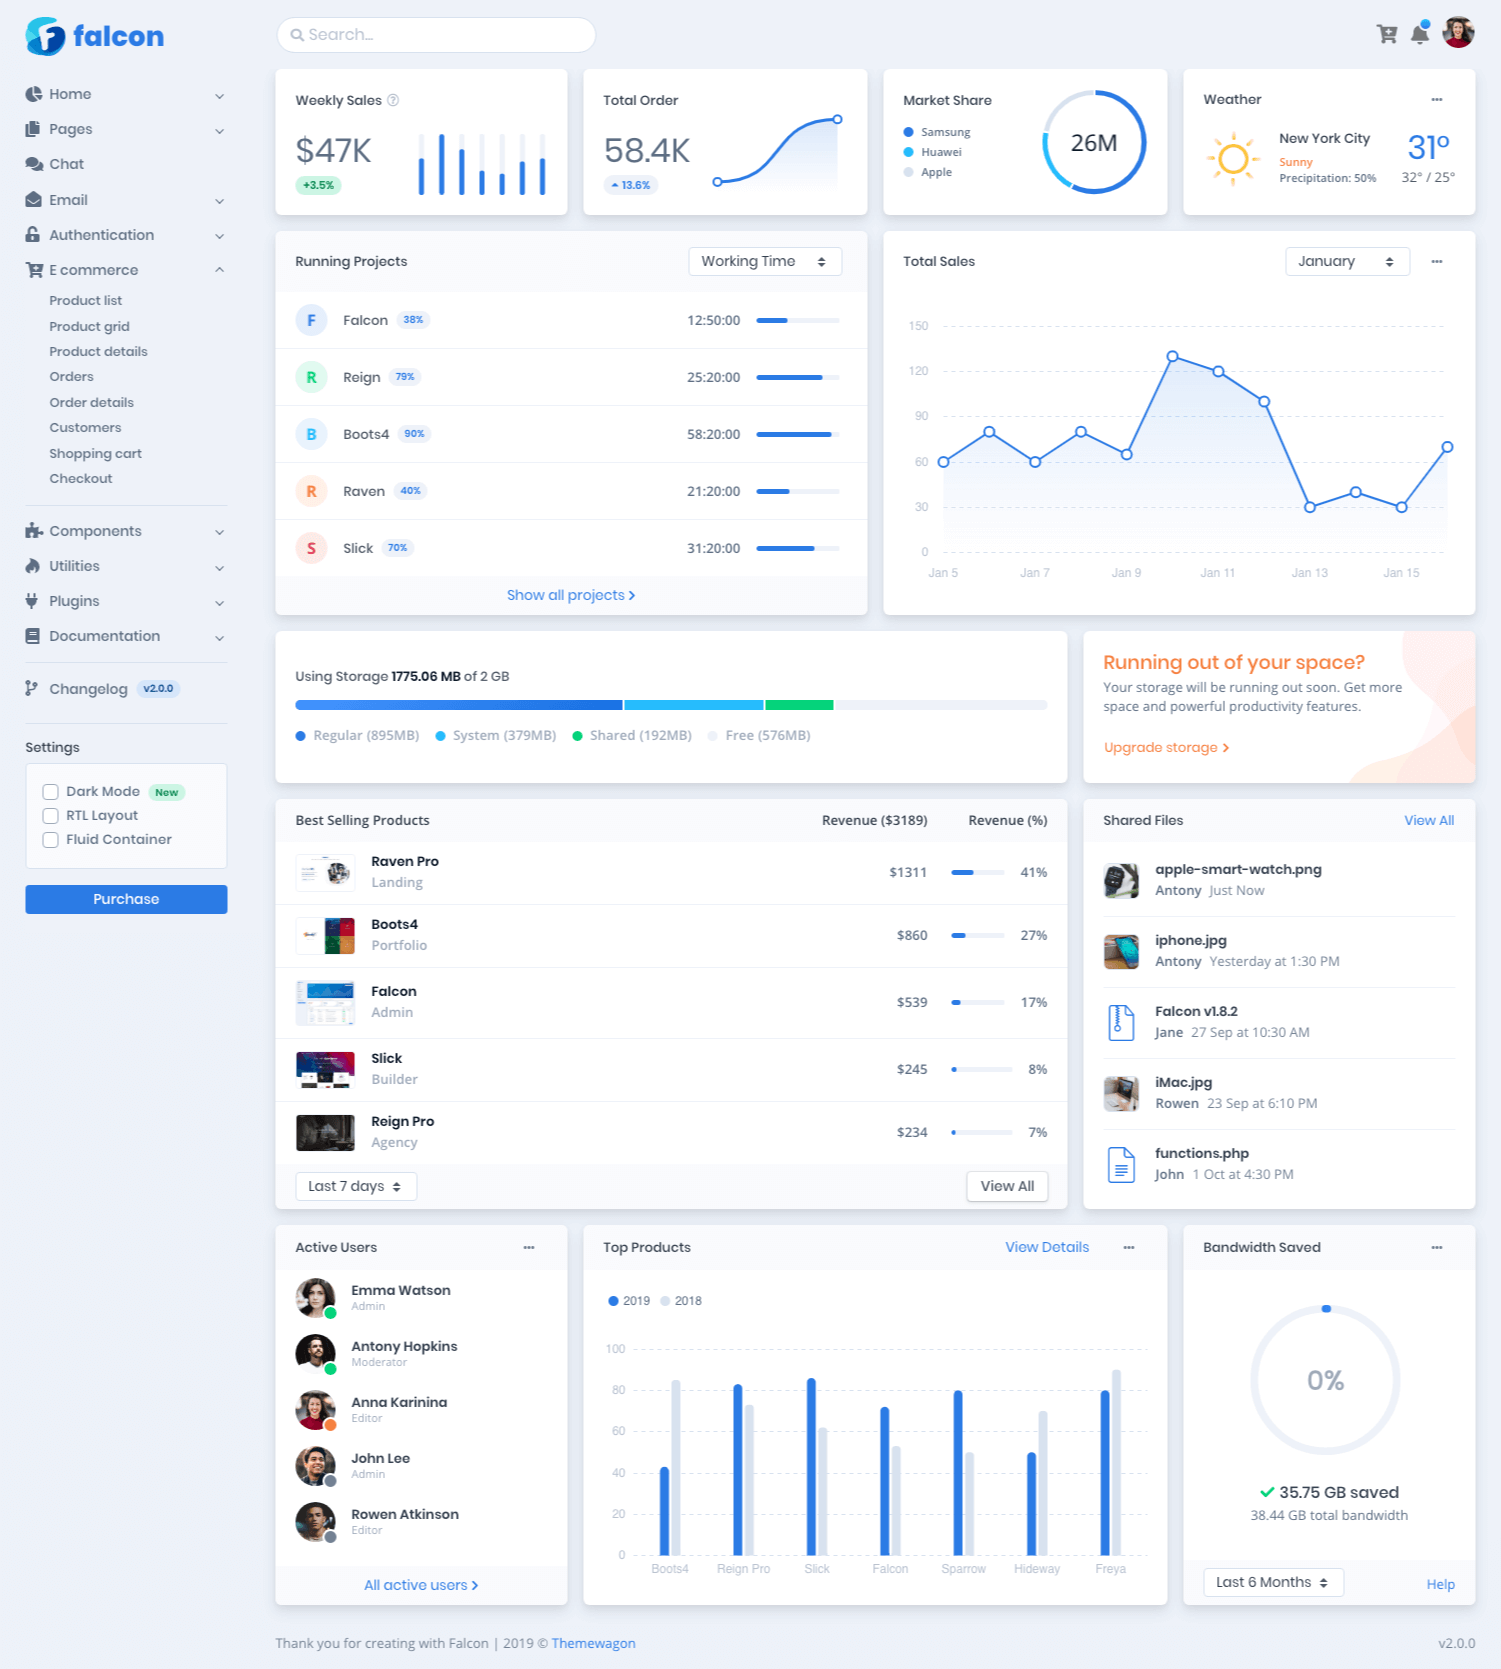 falcon
Search...
Home
Pages
Chat
Email
Authentication
E commerce
Product list
Product grid
Product details
Orders
Order details
Customers
Shopping cart
Checkout
Components
Utilities
Plugins
Documentation
Changelog v2.0.0
Settings
Dark Mode New
RTL Layout
Fluid Container
Purchase
Weekly Sales ?
$47K
+3.5%
Total Order
58.4K
13.6%
Market Share
Samsung
Huawei
Apple
26M
Weather
New York City
Sunny
Precipitation: 50%
31°
32° / 25°
Running Projects
Working Time
F Falcon 38% 12:50:00
R Reign 79% 25:20:00
B Boots4 90% 58:20:00
R Raven 40% 21:20:00
S Slick 70% 31:20:00
Show all projects
Total Sales
January
150
120
90
60
30
0
Jan 5 Jan 7 Jan 9 Jan 11 Jan 13 Jan 15
Using Storage 1775.06 MB of 2 GB
Regular (895MB) System (379MB) Shared (192MB) Free (576MB)
Running out of your space?
Your storage will be running out soon. Get more
space and powerful productivity features.
Upgrade storage
Best Selling Products Revenue ($3189) Revenue (%)
Raven Pro
Landing
$1311 41%
Boots4
Portfolio
$860 27%
Falcon
Admin
$539 17%
Slick
Builder
$245 8%
Reign Pro
Agency
$234 7%
Last 7 days
View All
Shared Files
View All
apple-smart-watch.png
Antony Just Now
iphone.jpg
Antony Yesterday at 1:30 PM
Falcon v1.8.2
Jane 27 Sep at 10:30 AM
iMac.jpg
Rowen 23 Sep at 6:10 PM
functions.php
John 1 Oct at 4:30 PM
Active Users
Emma Watson
Admin
Antony Hopkins
Moderator
Anna Karinina
Editor
John Lee
Admin
Rowen Atkinson
Editor
All active users
Top Products
View Details
2019 2018
100
80
60
40
20
0
Boots4 Reign Pro Slick Falcon Sparrow Hideway Freya
Bandwidth Saved
0%
35.75 GB saved
38.44 GB total bandwidth
Last 6 Months
Help
Thank you for creating with Falcon | 2019 © Themewagon
v2.0.0